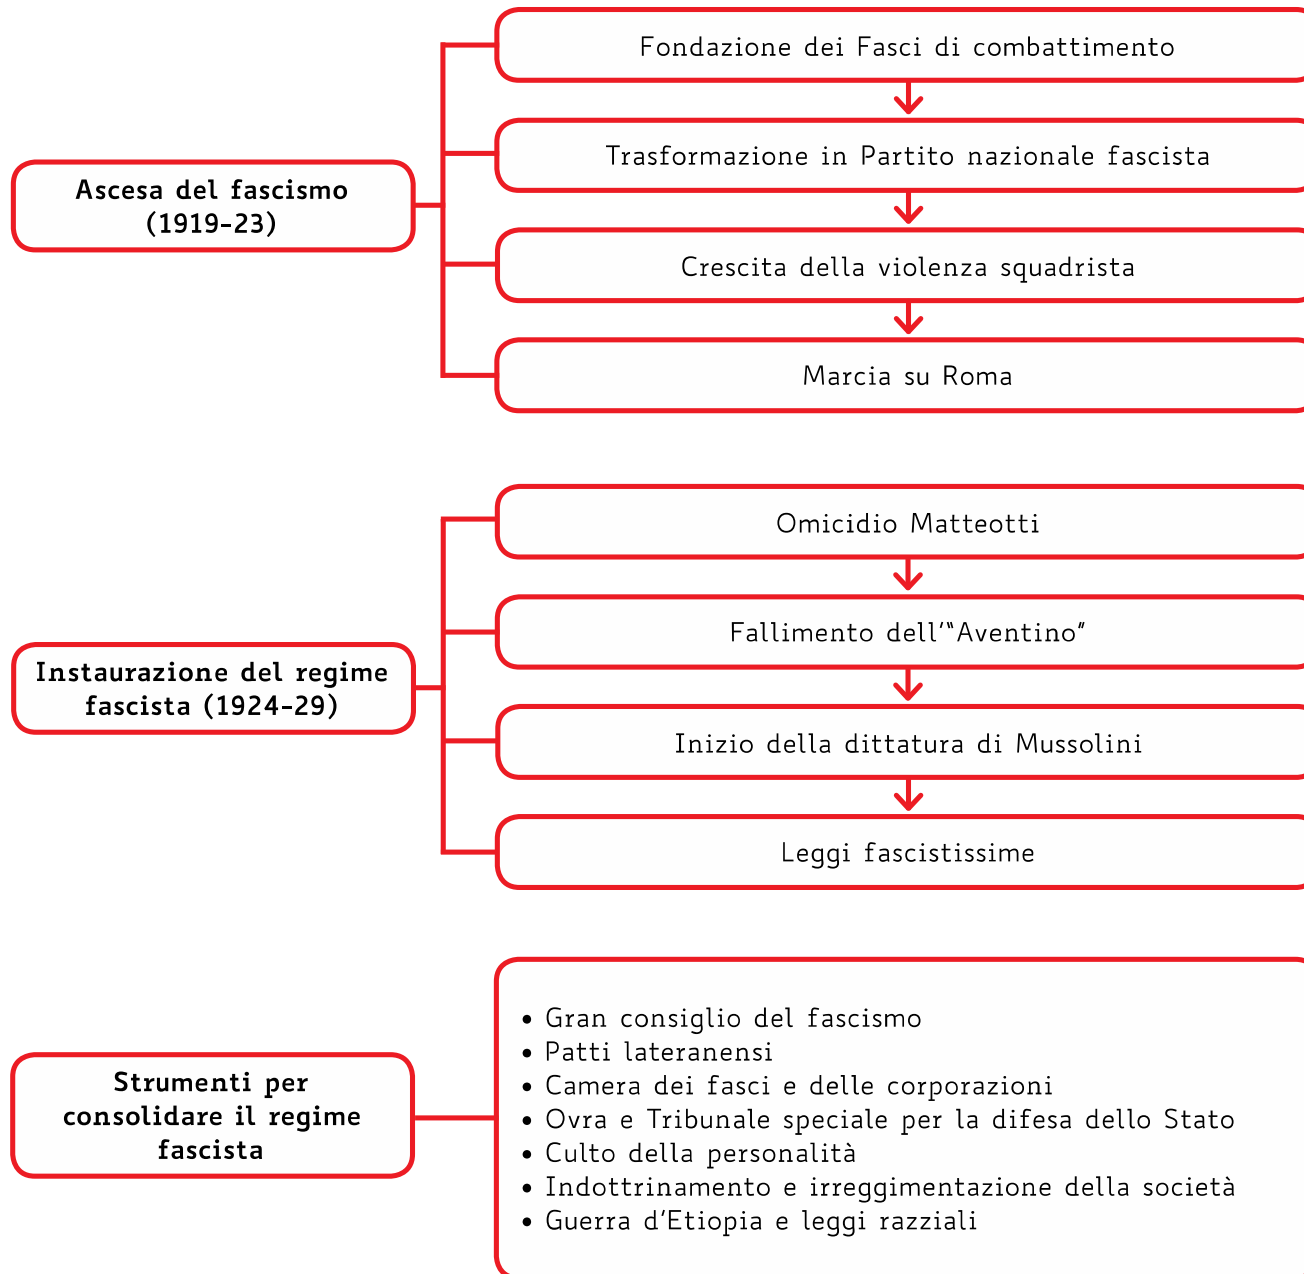 Ascesa del fascismo
(1919-23)
Fondazione dei Fasci di combattimento
Trasformazione in Partito nazionale fascista
Crescita della violenza squadrista
Marcia su Roma
Instaurazione del regime
fascista (1924-29)
Omicidio Matteotti
Fallimento dell'“Aventino”
Inizio della dittatura di Mussolini
Leggi fascistissime
Strumenti per
consolidare il regime
fascista
• Gran consiglio del fascismo
• Patti lateranensi
• Camera dei fasci e delle corporazioni
• Ovra e Tribunale speciale per la difesa dello Stato
• Culto della personalità
• Indottrinamento e irreggimentazione della società
• Guerra d'Etiopia e leggi razziali